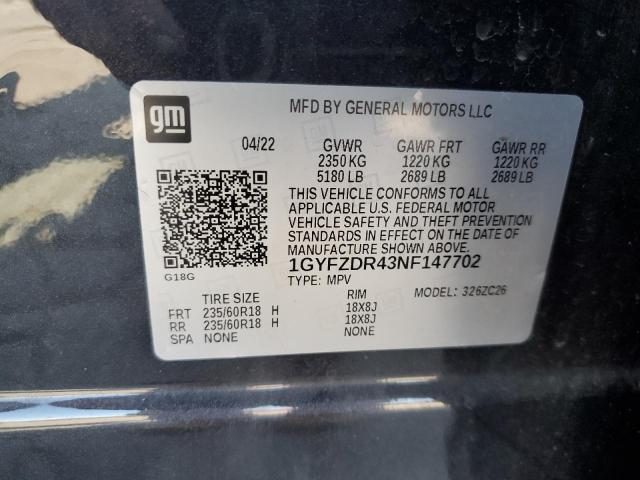 gm
MFD BY GENERAL MOTORS LLC
04/22 GVWR GAWR FRT GAWR RR
2350 KG 1220 KG 1220 KG
5180 LB 2689 LB 2689 LB
THIS VEHICLE CONFORMS TO ALL
APPLICABLE U.S. FEDERAL MOTOR
VEHICLE SAFETY AND THEFT PREVENTION
STANDARDS IN EFFECT ON THE DATE
OF MANUFACTURE SHOWN ABOVE.
1GYFZDR43NF147702
G18G TYPE: MPV MODEL: 326ZC26
TIRE SIZE RIM
FRT 235/60R18 H 18X8J
RR 235/60R18 H 18X8J
SPA NONE NONE